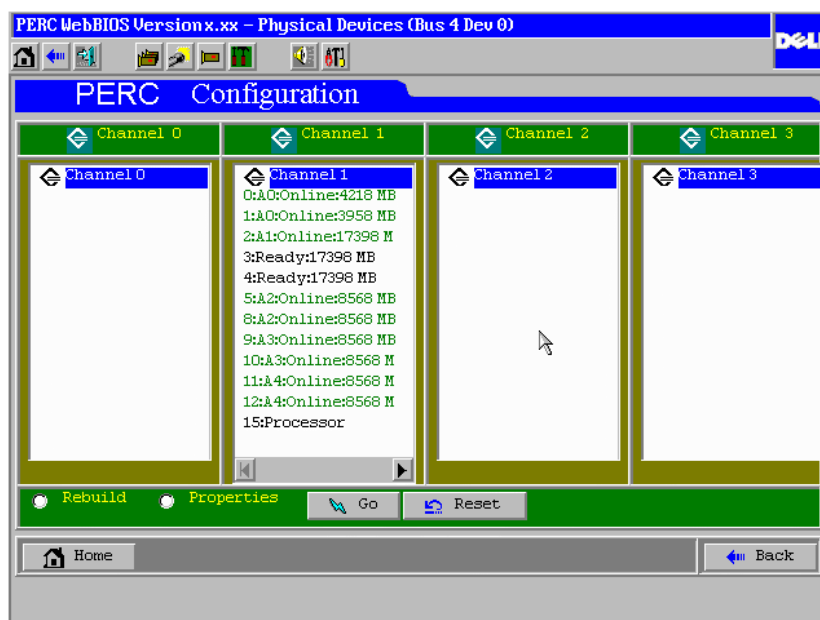 PERC WebBIOS Version x.xx – Physical Devices (Bus 4 Dev 0)
DELL
PERC Configuration
Channel 0
Channel 1
Channel 2
Channel 3
Channel 0
Channel 1
0:A0:Online:4218 MB
1:A0:Online:3958 MB
2:A1:Online:17398 M
3:Ready:17398 MB
4:Ready:17398 MB
5:A2:Online:8568 MB
8:A2:Online:8568 MB
9:A3:Online:8568 MB
10:A3:Online:8568 M
11:A4:Online:8568 M
12:A4:Online:8568 M
15:Processor
Channel 2
Channel 3
Rebuild
Properties
Go
Reset
Home
Back